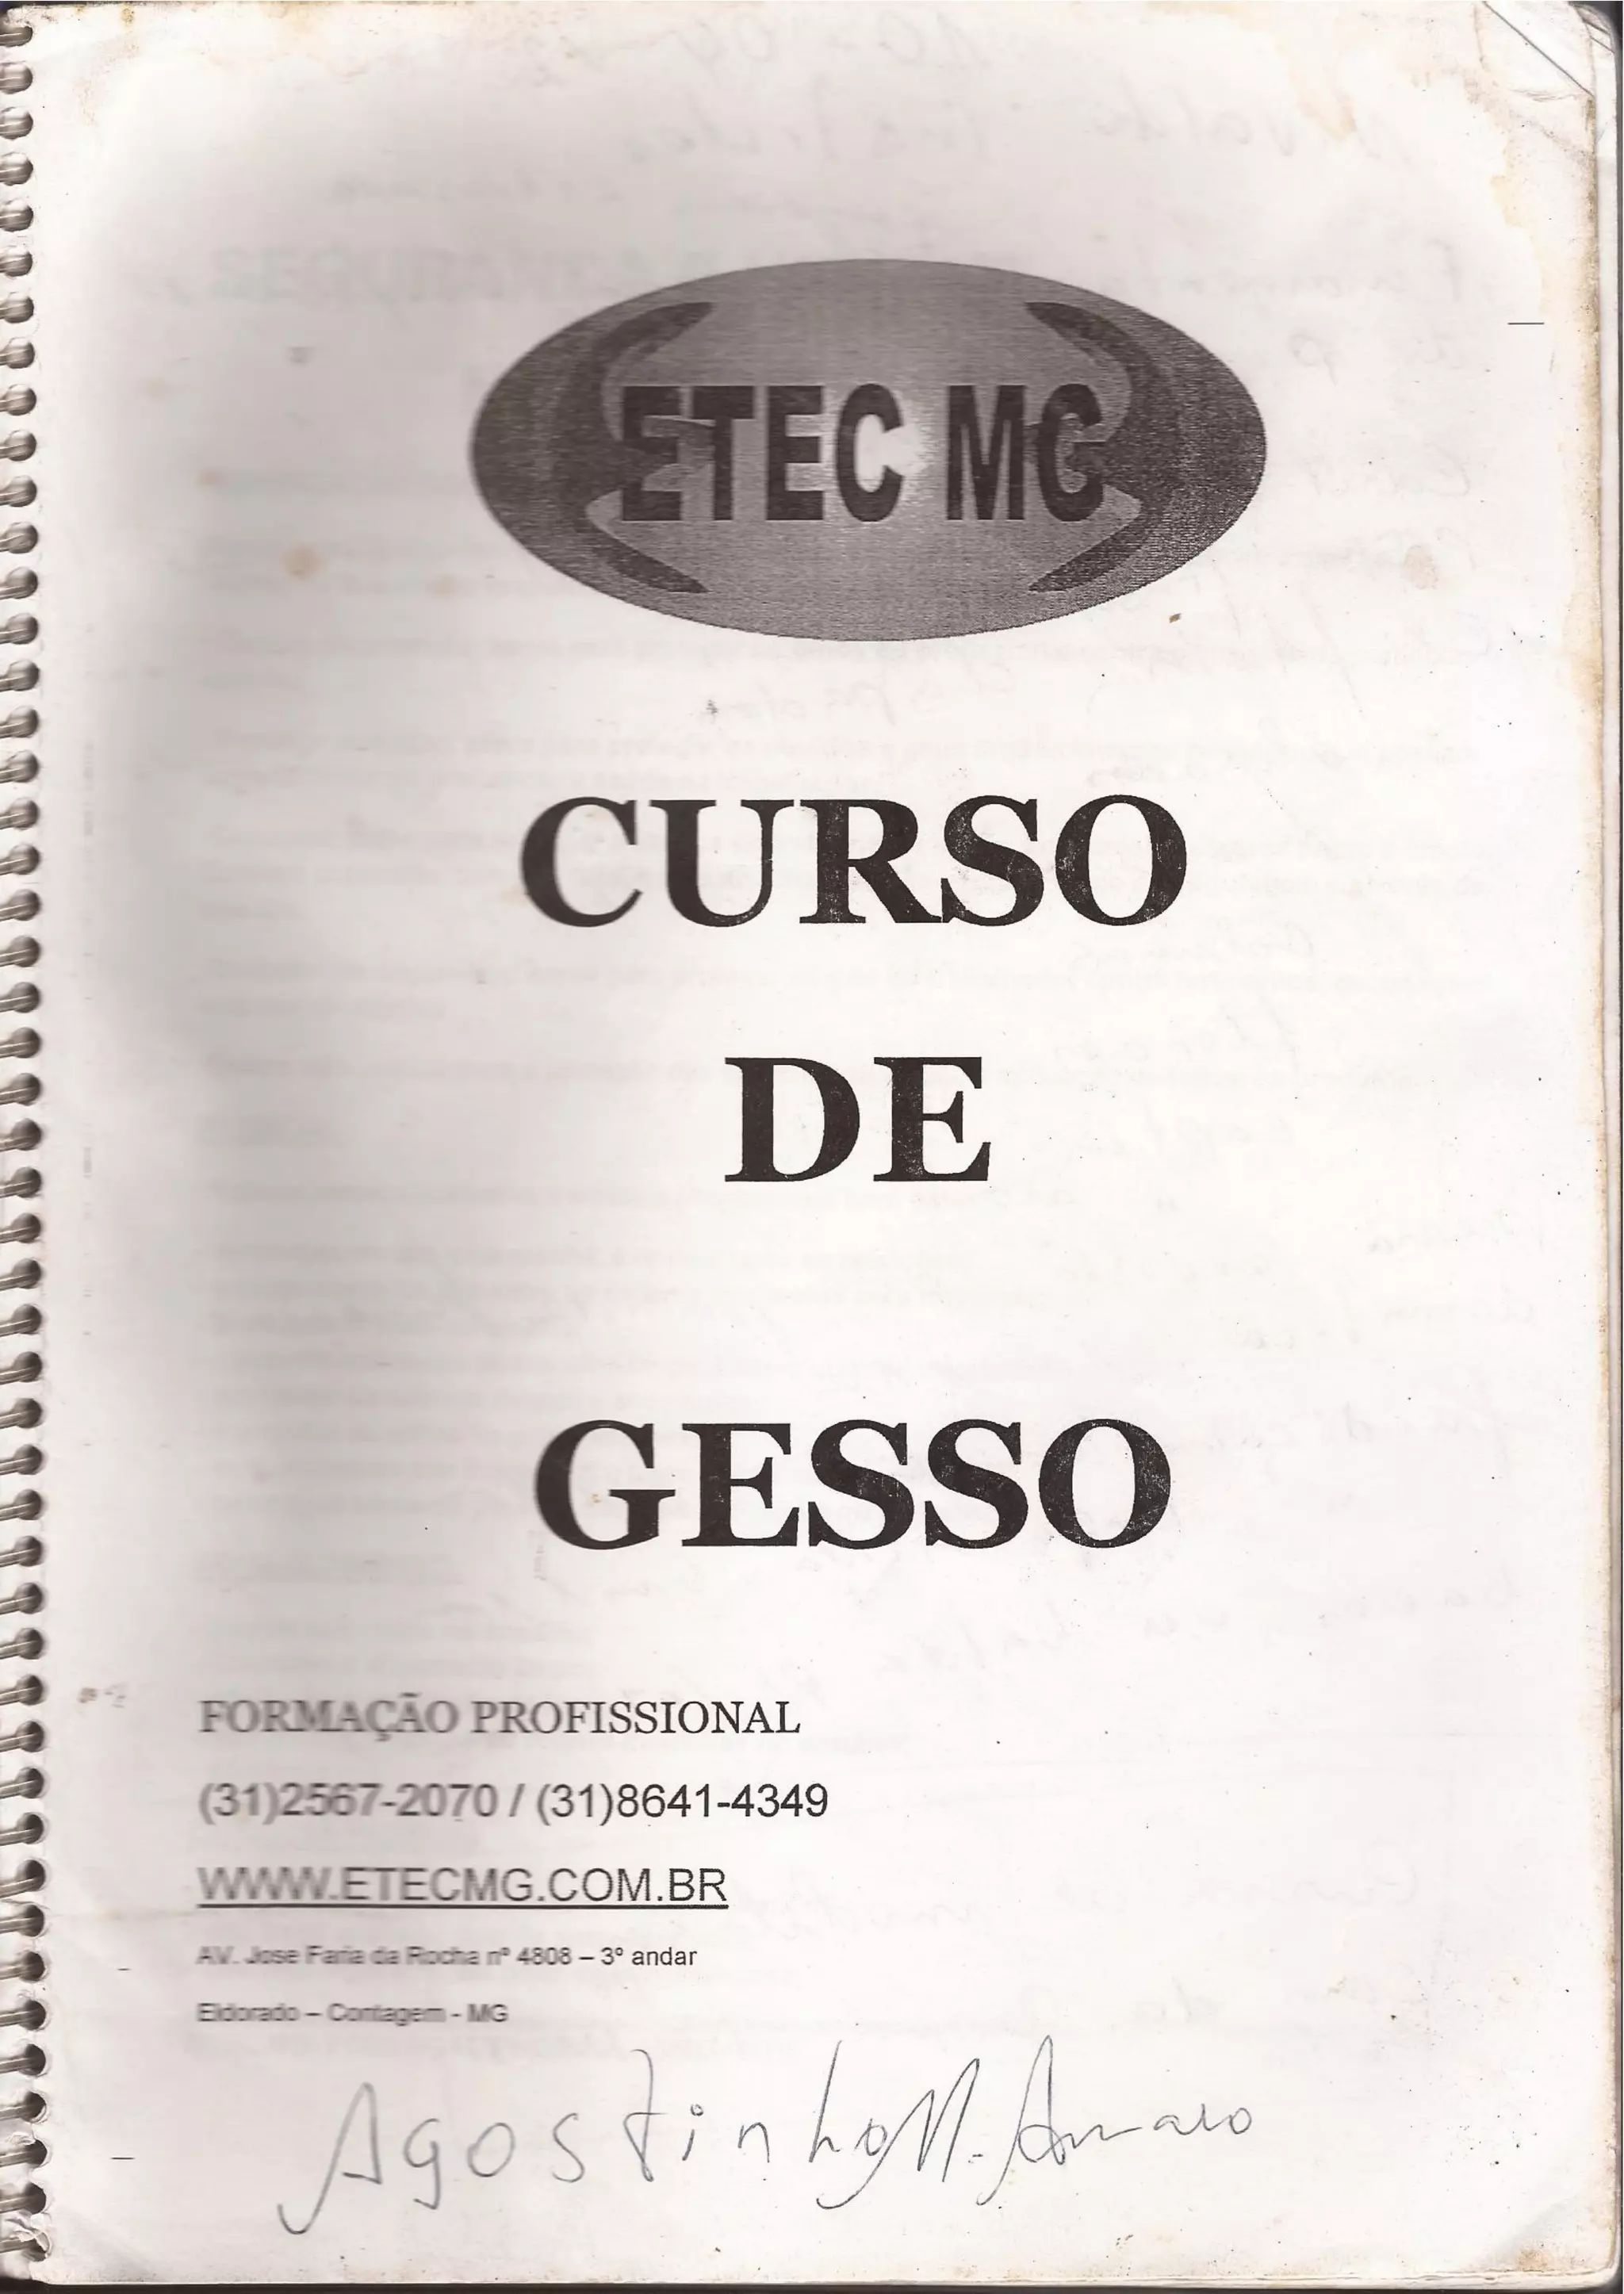 ETEC MG
CURSO
DE
GESSO
FORMAÇÃO PROFISSIONAL
(31)2567-2070 / (31)8641-4349
WWW.ETECMG.COM.BR
AV. Jose Faria da Rocha nº 4808 – 3º andar
Eldorado – Contagem - MG
Agostinho M. Amaro